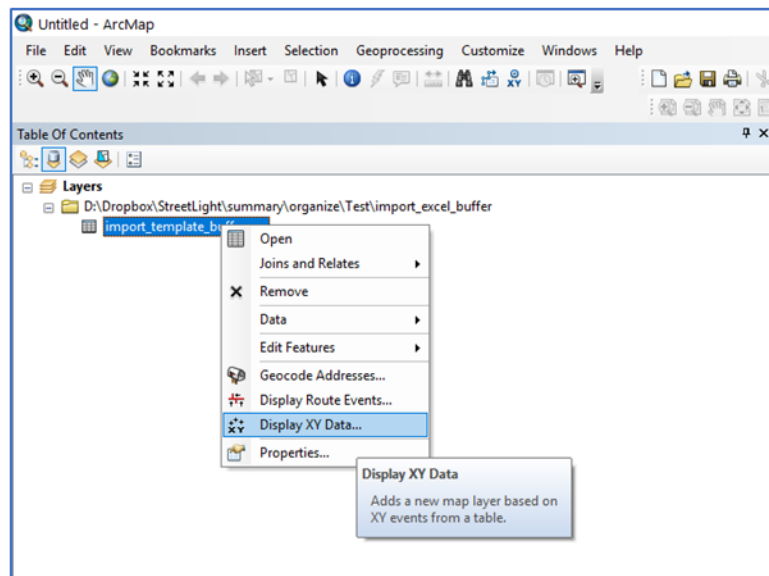 Untitled - ArcMap
File Edit View Bookmarks Insert Selection Geoprocessing Customize Windows Help
Table Of Contents
Layers
D:\Dropbox\StreetLight\summary\organize\Test\import_excel_buffer
import_template_buff
Open
Joins and Relates
Remove
Data
Edit Features
Geocode Addresses...
Display Route Events...
Display XY Data...
Properties...
Display XY Data
Adds a new map layer based on
XY events from a table.